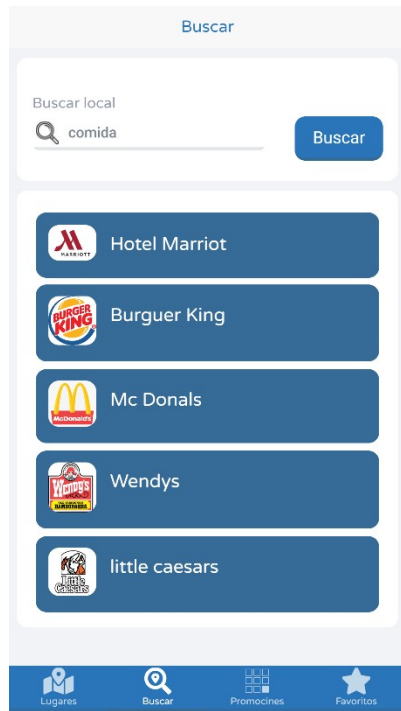 Buscar
Buscar local
comida
Buscar
MARRIOTT
Hotel Marriot
BURGER
KING
Burguer King
McDonald's
Mc Donals
Wendy's
Wendys
Little
Caesars
little caesars
Lugares
Buscar
Promocines
Favoritos